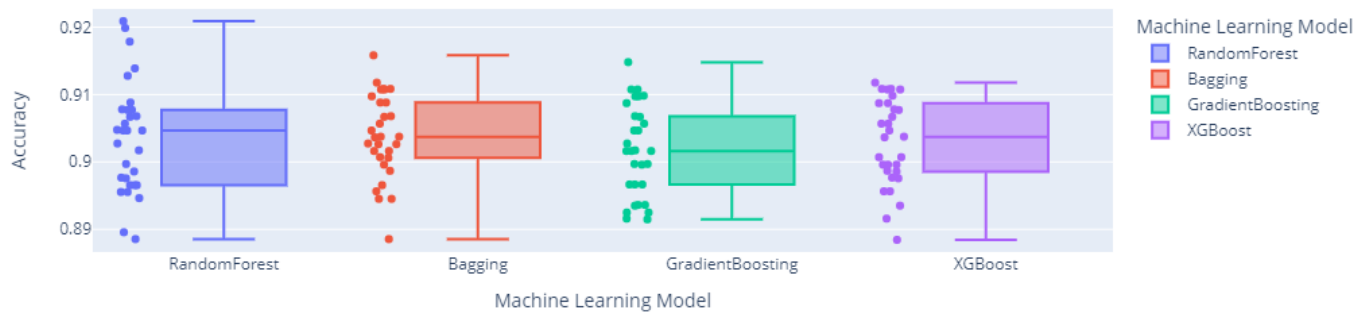 0.92
0.91
0.9
0.89
Accuracy
RandomForest
Bagging
GradientBoosting
XGBoost
Machine Learning Model
Machine Learning Model
RandomForest
Bagging
GradientBoosting
XGBoost